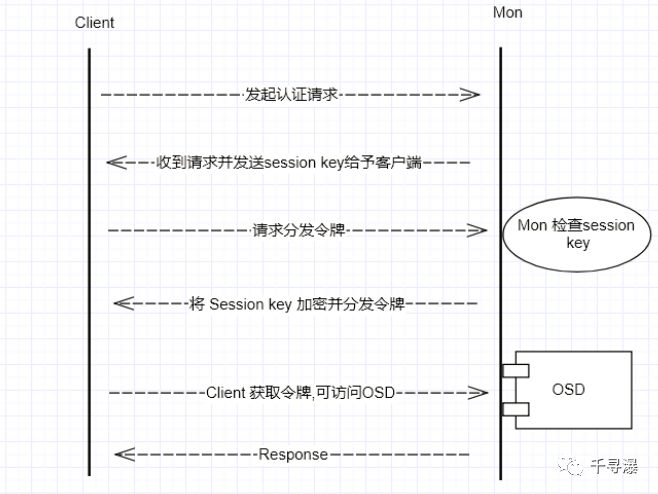 Client
Mon
发起认证请求
收到请求并发送session key给予客户端
请求分发令牌
Mon 检查session
key
将 Session key 加密并分发令牌
Client 获取令牌,可访问OSD
OSD
Response
千寻瀑